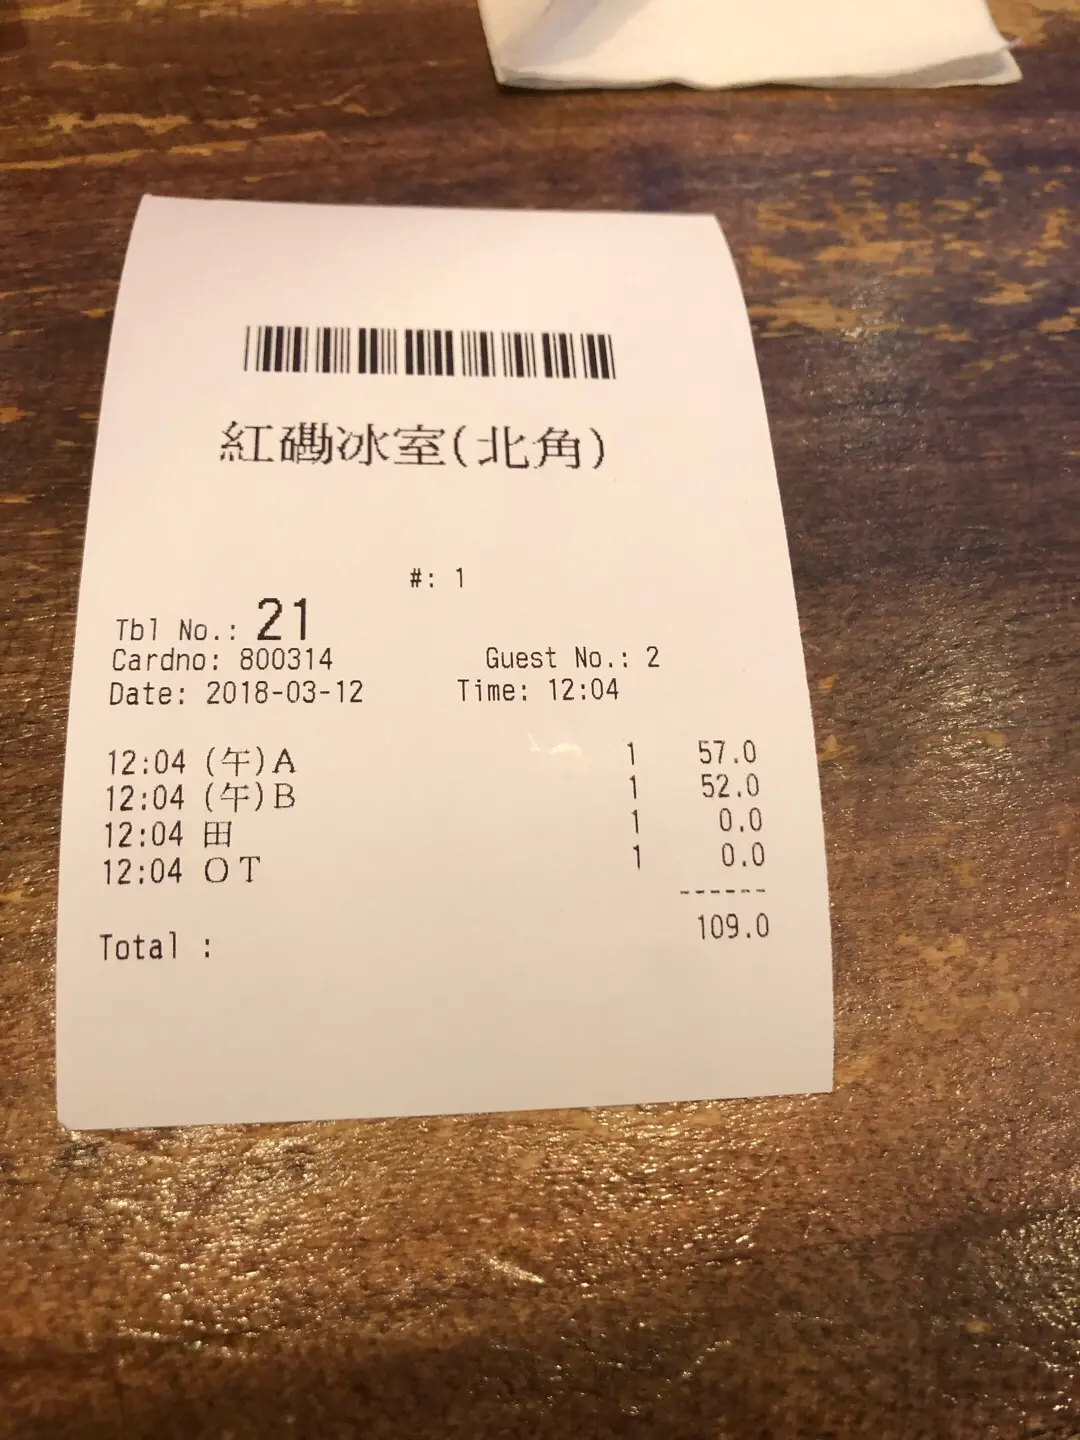 紅磡冰室(北角)
#: 1
Tbl No.: 21
Cardno: 800314 Guest No.: 2
Date: 2018-03-12 Time: 12:04
12:04 (午)A 1 57.0
12:04 (午)B 1 52.0
12:04 田 1 0.0
12:04 OT 1 0.0
------
Total : 109.0